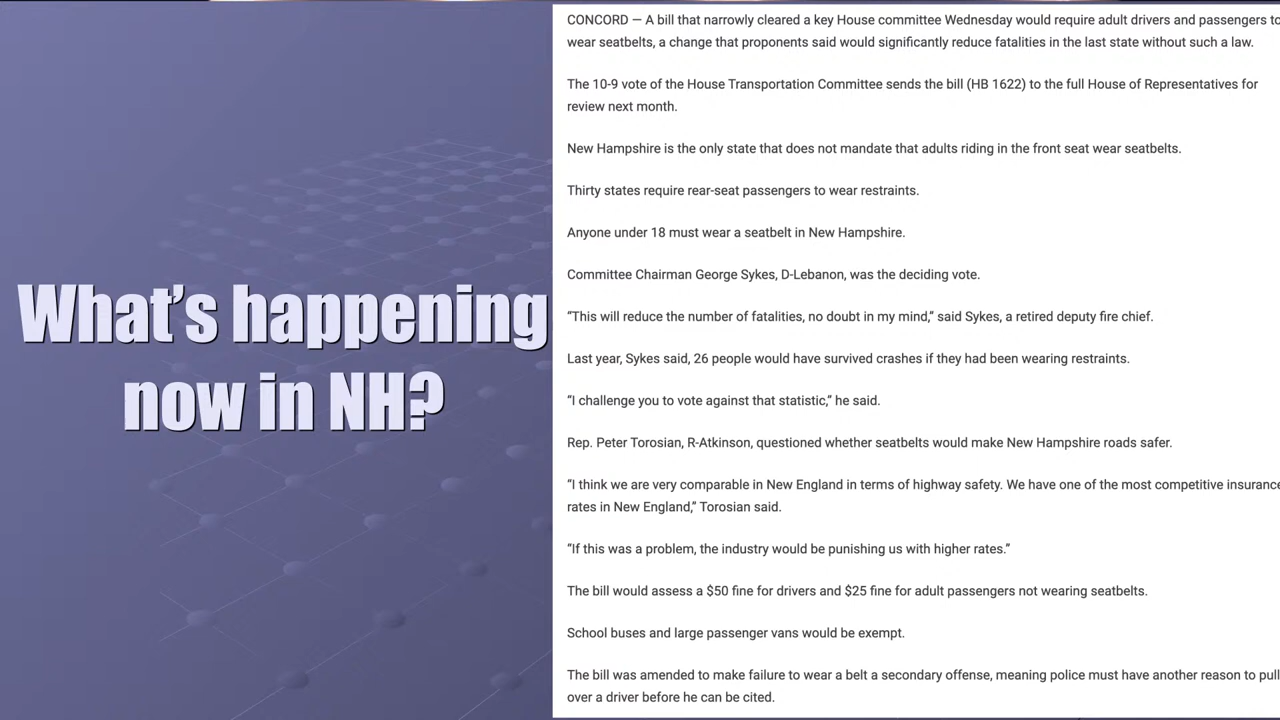 What's happening
now in NH?
CONCORD — A bill that narrowly cleared a key House committee Wednesday would require adult drivers and passengers to
wear seatbelts, a change that proponents said would significantly reduce fatalities in the last state without such a law.
The 10-9 vote of the House Transportation Committee sends the bill (HB 1622) to the full House of Representatives for
review next month.
New Hampshire is the only state that does not mandate that adults riding in the front seat wear seatbelts.
Thirty states require rear-seat passengers to wear restraints.
Anyone under 18 must wear a seatbelt in New Hampshire.
Committee Chairman George Sykes, D-Lebanon, was the deciding vote.
“This will reduce the number of fatalities, no doubt in my mind,” said Sykes, a retired deputy fire chief.
Last year, Sykes said, 26 people would have survived crashes if they had been wearing restraints.
“I challenge you to vote against that statistic,” he said.
Rep. Peter Torosian, R-Atkinson, questioned whether seatbelts would make New Hampshire roads safer.
“I think we are very comparable in New England in terms of highway safety. We have one of the most competitive insurance
rates in New England,” Torosian said.
“If this was a problem, the industry would be punishing us with higher rates.”
The bill would assess a $50 fine for drivers and $25 fine for adult passengers not wearing seatbelts.
School buses and large passenger vans would be exempt.
The bill was amended to make failure to wear a belt a secondary offense, meaning police must have another reason to pull
over a driver before he can be cited.